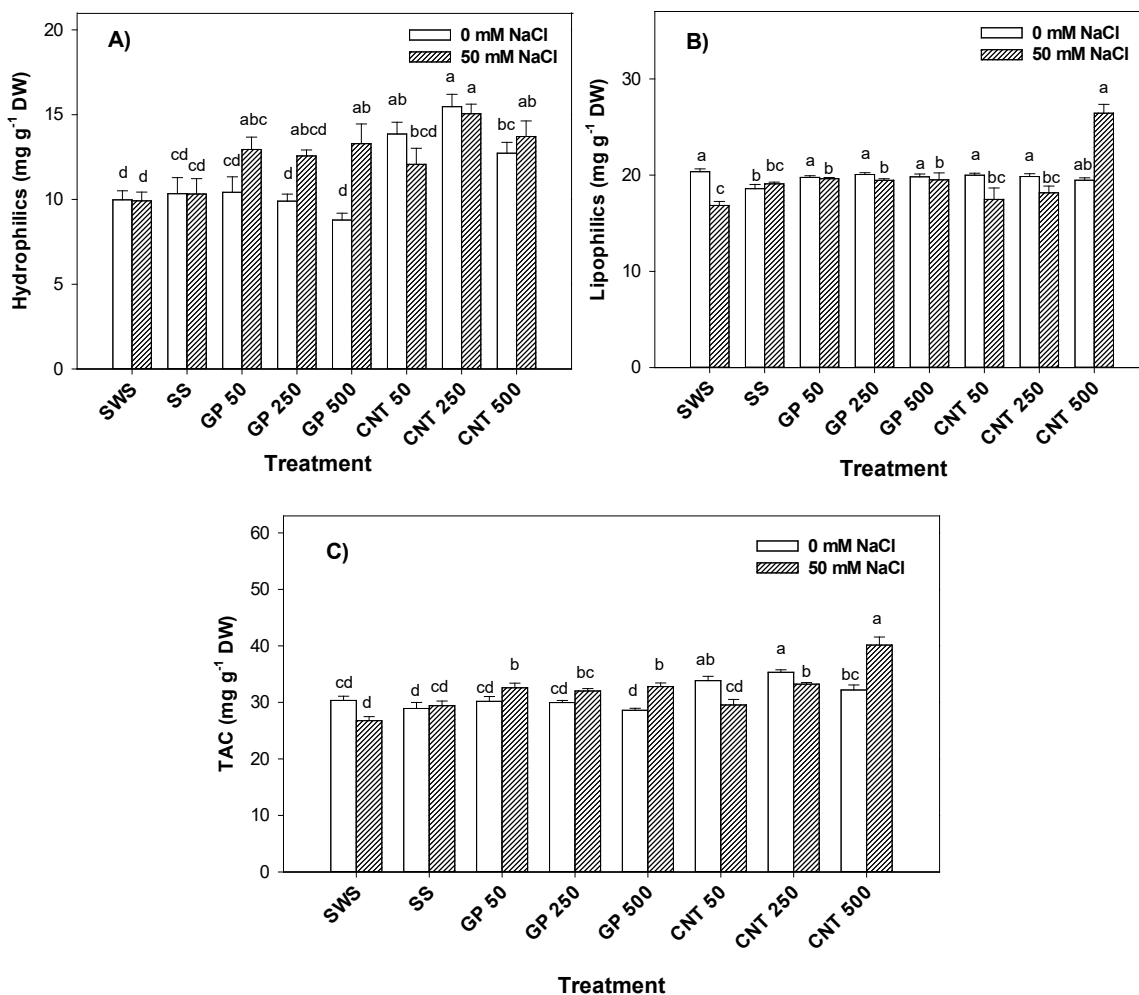 A)
0 mM NaCl
50 mM NaCl
Hydrophilics (mg g-1 DW)
20
15
10
5
0
d d cd cd cd abc d abcd d ab ab bcd a a bc ab
SWS SS GP 50 GP 250 GP 500 CNT 50 CNT 250 CNT 500
Treatment
B)
0 mM NaCl
50 mM NaCl
Lipophilics (mg g-1 DW)
30
20
10
0
a c b bc a b a b a b a bc a bc ab a
SWS SS GP 50 GP 250 GP 500 CNT 50 CNT 250 CNT 500
Treatment
C)
0 mM NaCl
50 mM NaCl
TAC (mg g-1 DW)
60
50
40
30
20
10
0
cd d d cd cd b cd bc d b ab cd a b bc a
SWS SS GP 50 GP 250 GP 500 CNT 50 CNT 250 CNT 500
Treatment